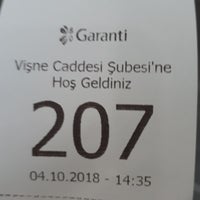 Garanti
Vişne Caddesi Şubesi'ne
Hoş Geldiniz
207
04.10.2018 - 14:35